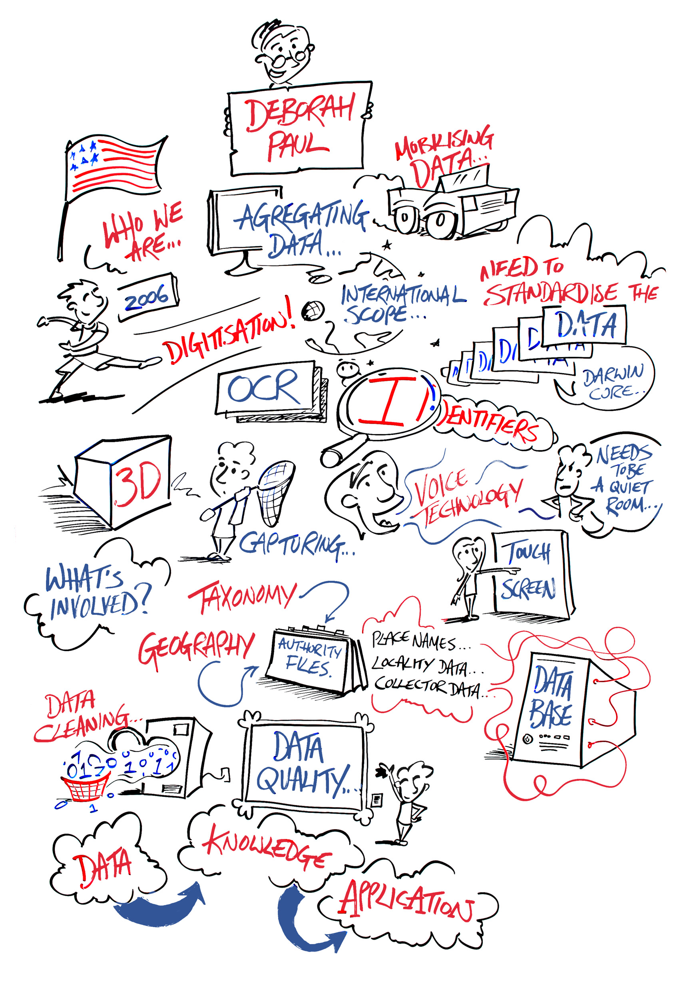 DEBORAH
PAUL
MOBILISING
DATA...
WHO WE
ARE...
AGREGATING
DATA...
2006
DIGITISATION!
INTERNATIONAL
SCOPE...
NEED TO
STANDARDISE THE
DATA
DARWIN
CORE...
OCR
I
DENTIFIERS
3D
CAPTURING...
VOICE
TECHNOLOGY
NEEDS
TO BE
A QUIET
ROOM...
TOUCH
SCREEN
WHAT'S
INVOLVED?
TAXONOMY
GEOGRAPHY
AUTHORITY
FILES.
PLACE NAMES...
LOCALITY DATA...
COLLECTOR DATA...
DATA
BASE
DATA
CLEANING...
DATA
QUALITY...
DATA
KNOWLEDGE
APPLICATION